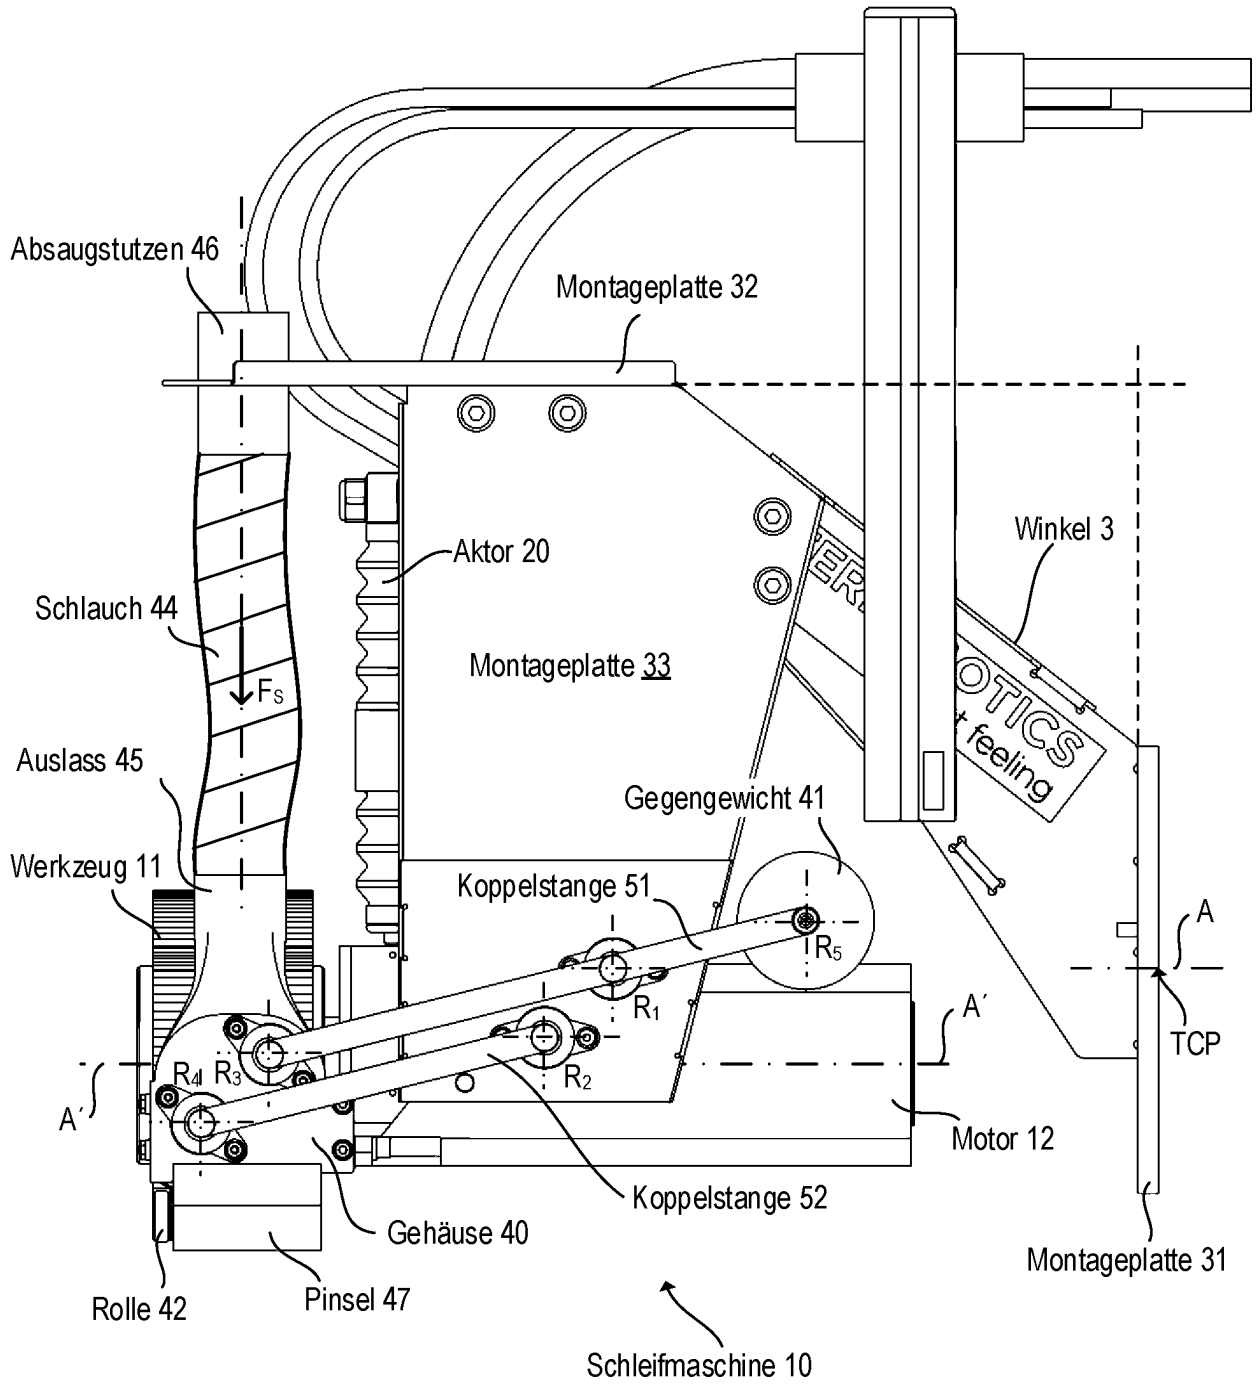 Absaugstutzen 46
Montageplatte 32
Winkel 3
Aktor 20
Schlauch 44
Montageplatte 33
OTICS
feeling
FS
Auslass 45
Gegengewicht 41
Werkzeug 11
Koppelstange 51
A
R5
R1
A´
TCP
R4
R3
R2
A´
Motor 12
Koppelstange 52
Gehäuse 40
Montageplatte 31
Rolle 42
Pinsel 47
Schleifmaschine 10